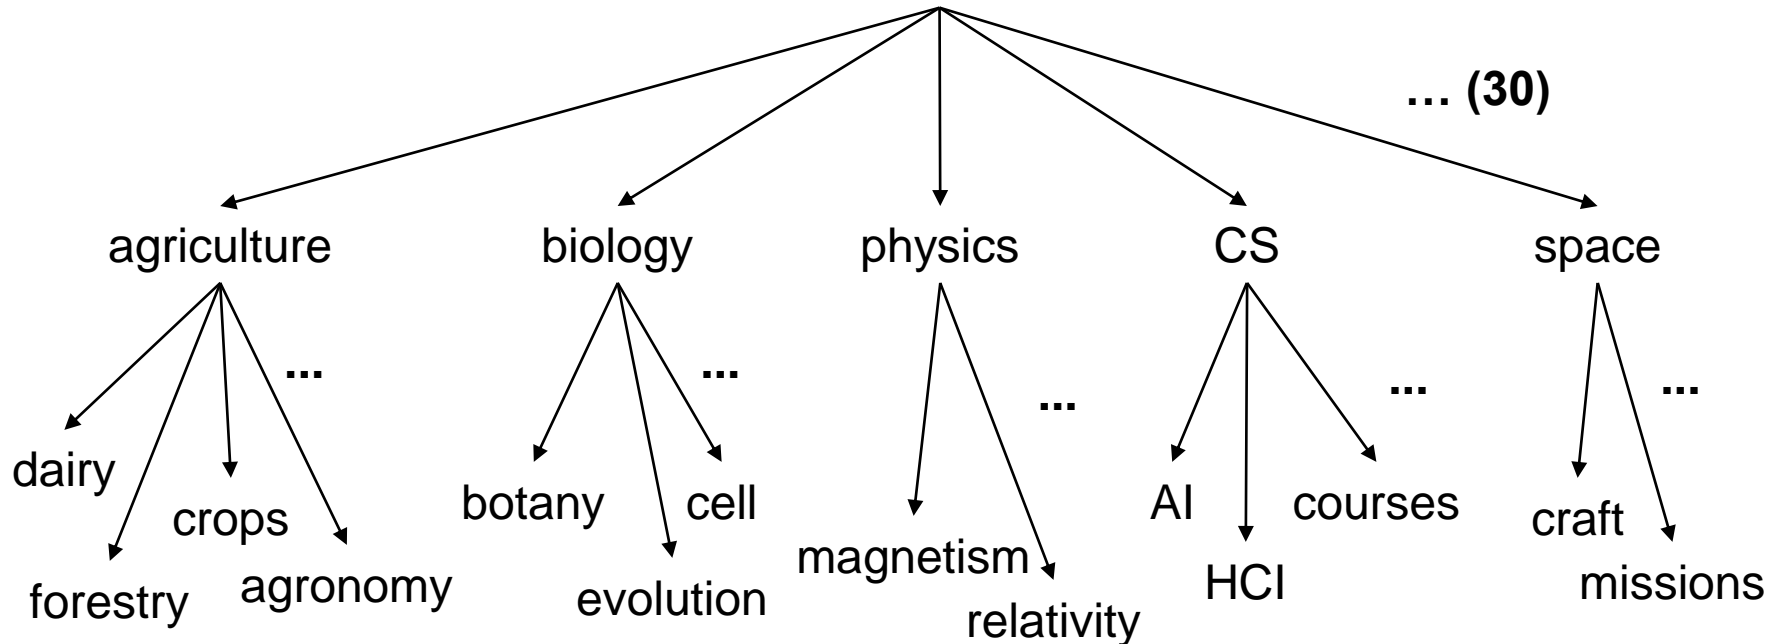 … (30)
agriculture
biology
physics
CS
space
...
...
...
...
...
dairy
crops
forestry
agronomy
botany
cell
evolution
magnetism
relativity
AI
HCI
courses
craft
missions